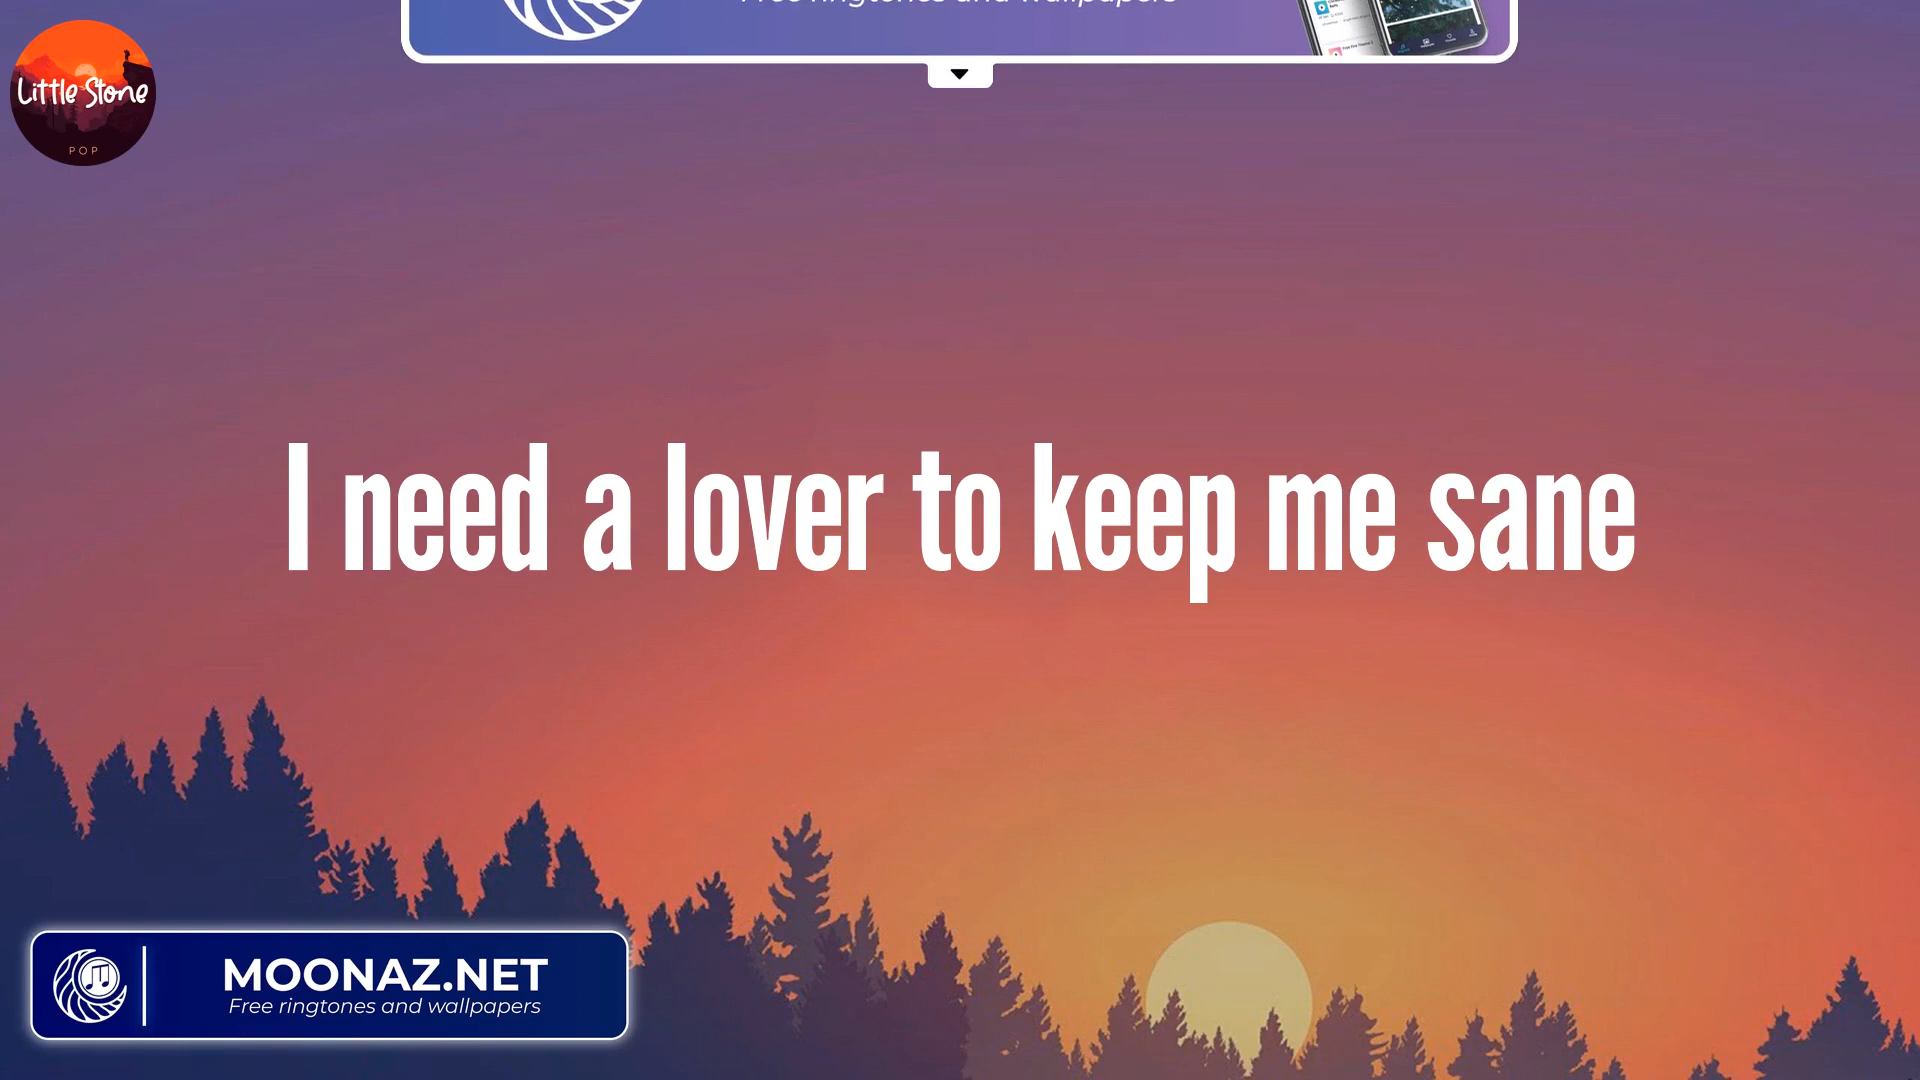 Free ringtones and wallpapers
Little Stone
POP
I need a lover to keep me sane
MOONAZ.NET
Free ringtones and wallpapers